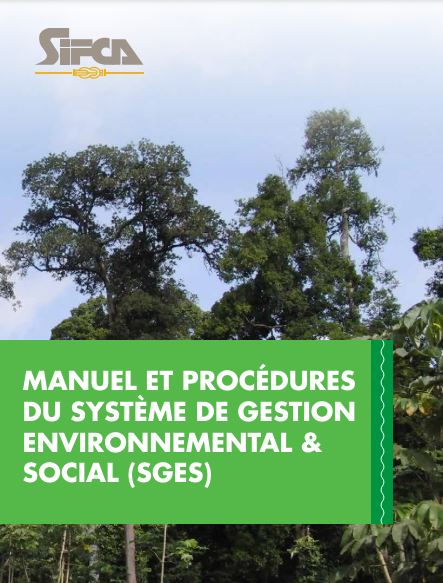 SIFCA
MANUEL ET PROCÉDURES
DU SYSTÈME DE GESTION
ENVIRONNEMENTAL &
SOCIAL (SGES)